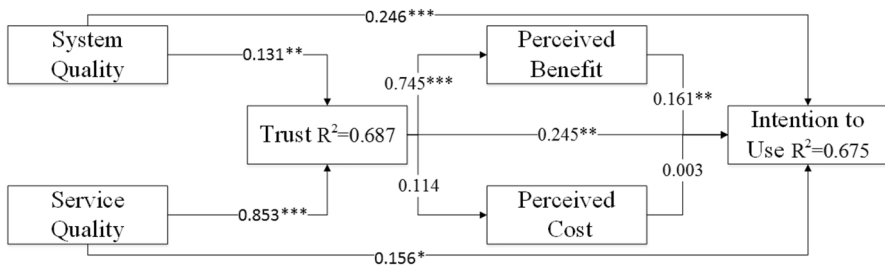 0.246***
System
Quality
0.131**
Perceived
Benefit
0.745***
0.161**
Trust R²=0.687
0.245**
Intention to
Use R²=0.675
0.114
0.003
Service
Quality
0.853***
Perceived
Cost
0.156*